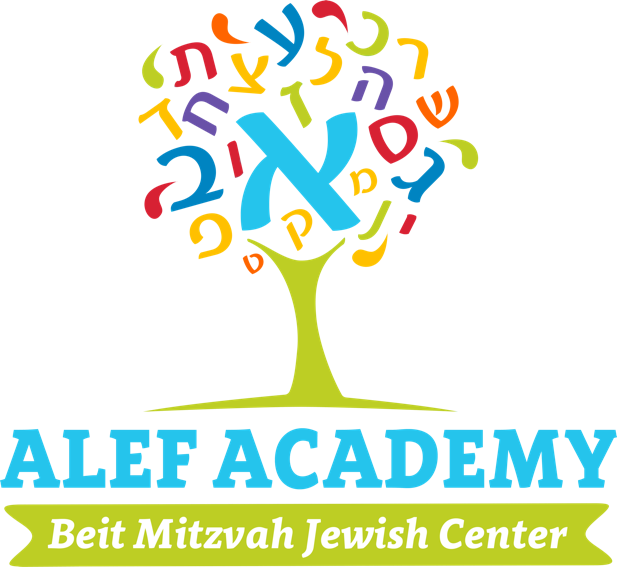 ר כ ל ע צ ת
ש ה ז ח ד
ג ס א ו ב
י נ מ ק פ
ט
ALEF ACADEMY
Beit Mitzvah Jewish Center